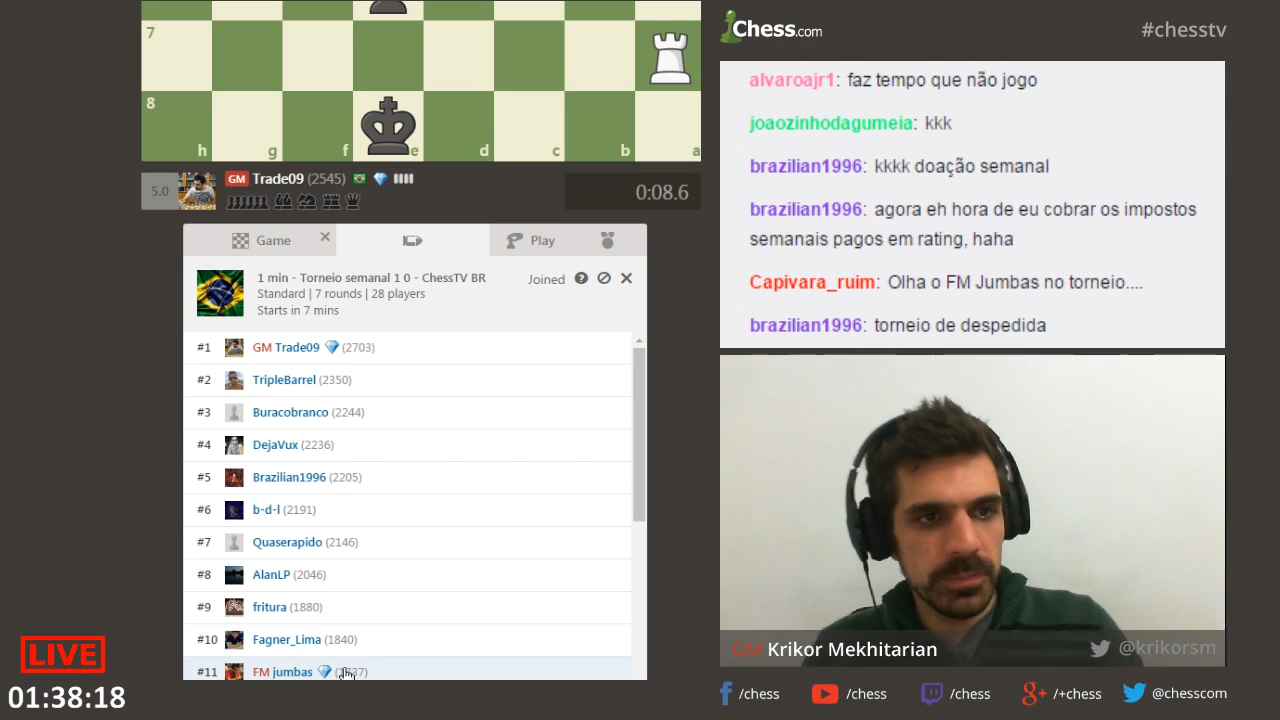 7
8
h g f e d c b a
5.0 GM Trade09 (2545) 0:08.6
Game Play
1 min - Torneio semanal 1 0 - ChessTV BR Joined
Standard | 7 rounds | 28 players
Starts in 7 mins
#1 GM Trade09 (2703)
#2 TripleBarrel (2350)
#3 Buracobranco (2244)
#4 DejaVux (2236)
#5 Brazilian1996 (2205)
#6 b-d-l (2191)
#7 Quaserapido (2146)
#8 AlanLP (2046)
#9 fritura (1880)
#10 Fagner_Lima (1840)
#11 FM jumbas
LIVE
01:38:18
Chess.com #chesstv
alvaroajr1: faz tempo que não jogo
joaozinhodagumeia: kkk
brazilian1996: kkkk doação semanal
brazilian1996: agora eh hora de eu cobrar os impostos
semanais pagos em rating, haha
Capivara_ruim: Olha o FM Jumbas no torneio....
brazilian1996: torneio de despedida
GM Krikor Mekhitarian @krikorsm
/chess /chess /chess /+chess @chesscom